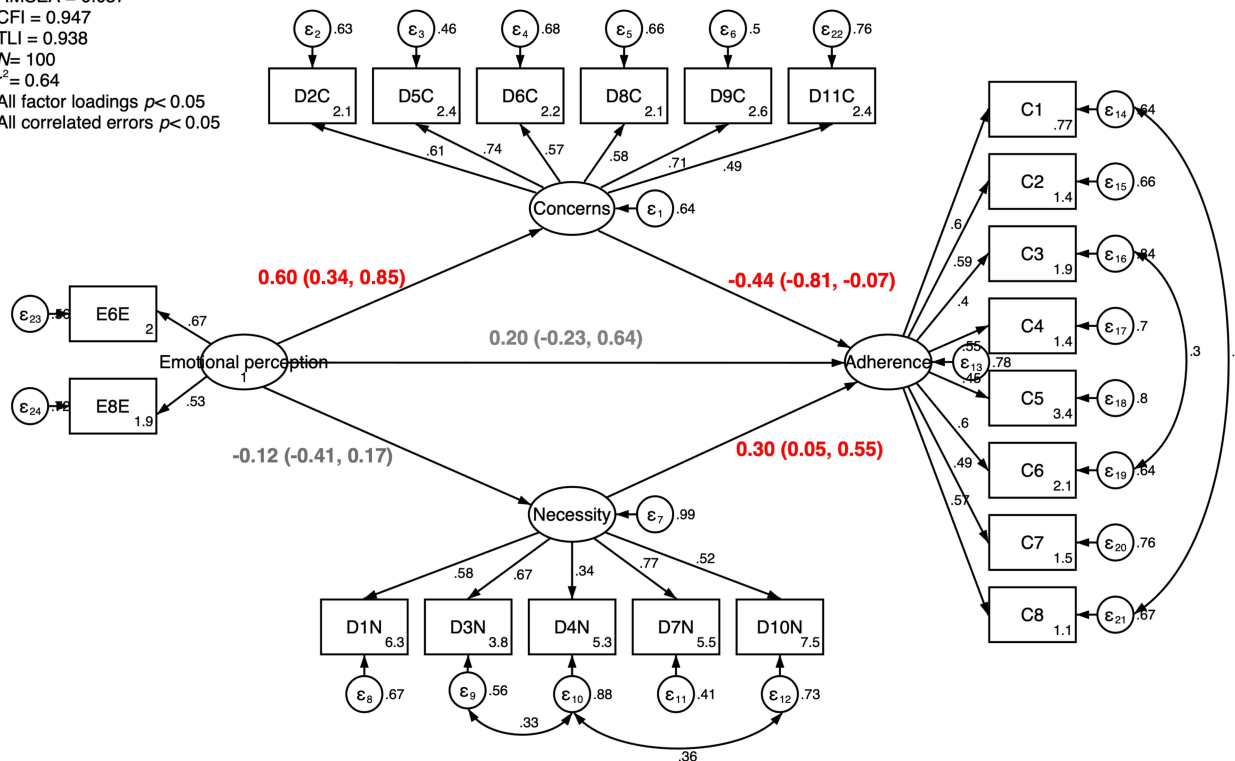 CFI = 0.947
TLI = 0.938
N= 100
r²= 0.64
All factor loadings p< 0.05
All correlated errors p< 0.05
ε2 .63
ε3 .46
ε4 .68
ε5 .66
ε6 .5
ε22 .76
D2C 2.1
D5C 2.4
D6C 2.2
D8C 2.1
D9C 2.6
D11C 2.4
.61
.74
.57
.58
.71
.49
Concerns
ε1 .64
0.60 (0.34, 0.85)
-0.44 (-0.81, -0.07)
0.20 (-0.23, 0.64)
-0.12 (-0.41, 0.17)
0.30 (0.05, 0.55)
ε23
E6E 2
.67
Emotional perception
1
ε24
E8E 1.9
.53
Adherence
ε13 .78
Necessity
ε7 .99
.58
.67
.34
.77
.52
D1N 6.3
D3N 3.8
D4N 5.3
D7N 5.5
D10N 7.5
ε8 .67
ε9 .56
ε10 .88
ε11 .41
ε12 .73
.33
.36
.6
.59
.4
.55
.45
.6
.49
.57
C1 .77
ε14 .64
C2 1.4
ε15 .66
C3 1.9
ε16 .84
C4 1.4
ε17 .7
C5 3.4
ε18 .8
C6 2.1
ε19 .64
C7 1.5
ε20 .76
C8 1.1
ε21 .67
.3